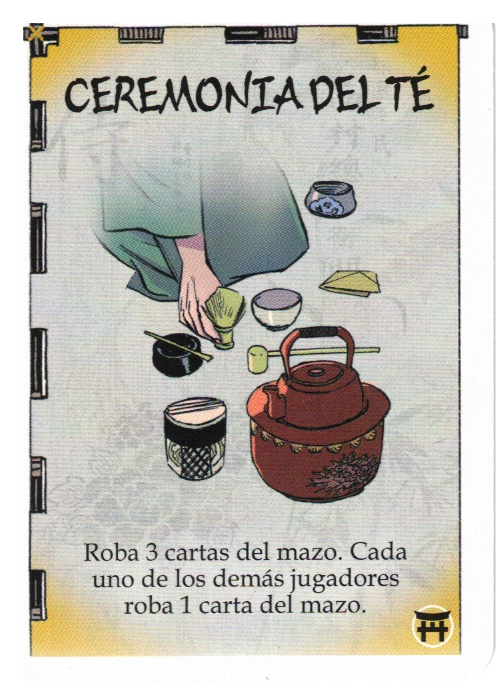 CEREMONIA DEL TÉ
Roba 3 cartas del mazo. Cada
uno de los demás jugadores
roba 1 carta del mazo.